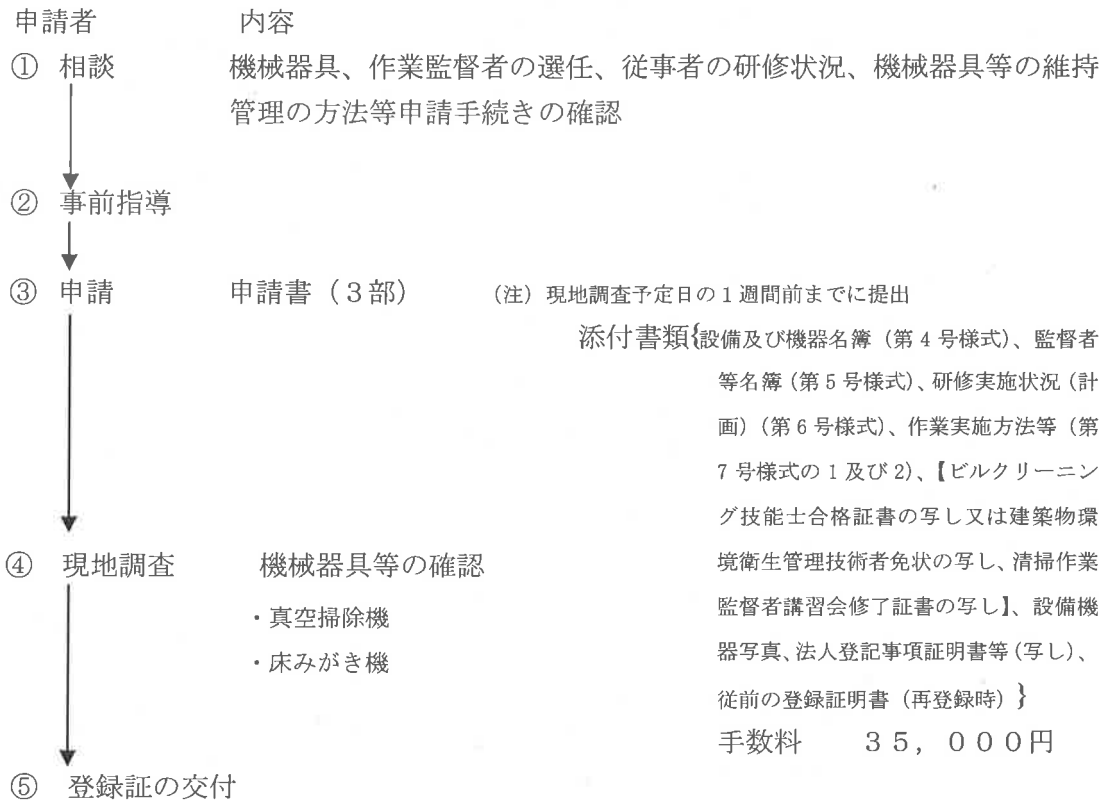 申請者 内容
① 相談 機械器具、作業監督者の選任、従事者の研修状況、機械器具等の維持
管理の方法等申請手続きの確認
② 事前指導
③ 申請 申請書（３部） （注）現地調査予定日の１週間前までに提出
添付書類{設備及び機器名簿（第４号様式）、監督者
等名簿（第５号様式）、研修実施状況（計
画）（第６号様式）、作業実施方法等（第
７号様式の１及び２）、【ビルクリーニン
グ技能士合格証書の写し又は建築物環
境衛生管理技術者免状の写し、清掃作業
監督者講習会修了証書の写し】、設備機
器写真、法人登記事項証明書等（写し）、
従前の登録証明書（再登録時）}
手数料 ３５，０００円
④ 現地調査 機械器具等の確認
・真空掃除機
・床みがき機
⑤ 登録証の交付